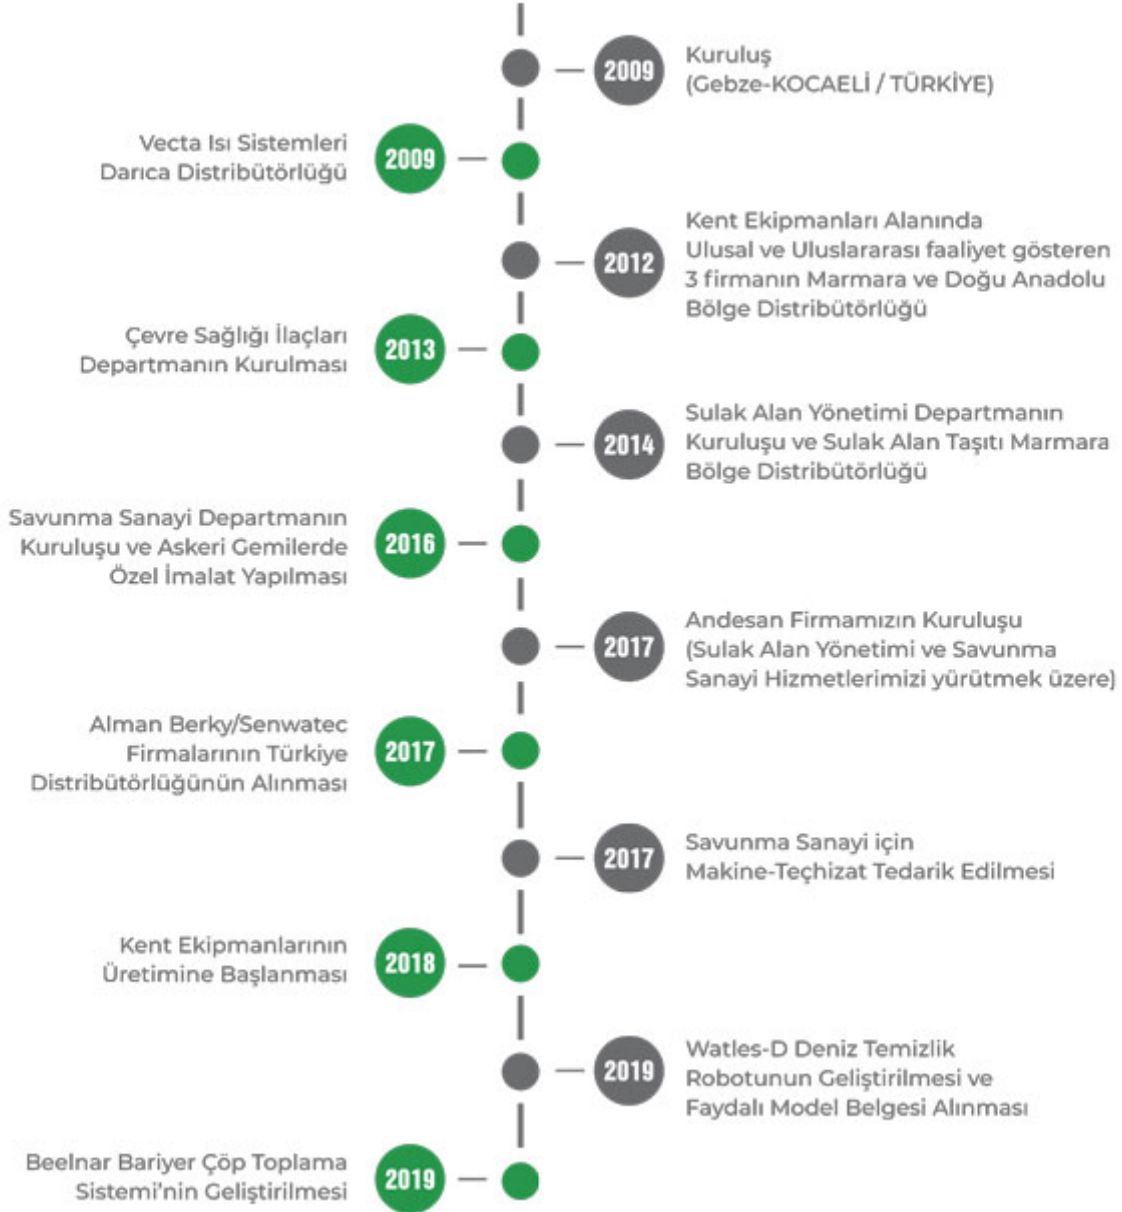 2009
Kuruluş
(Gebze-KOCAELİ / TÜRKİYE)
Vecta Isı Sistemleri
Darıca Distribütörlüğü
2009
2012
Kent Ekipmanları Alanında
Ulusal ve Uluslararası faaliyet gösteren
3 firmanın Marmara ve Doğu Anadolu
Bölge Distribütörlüğü
Çevre Sağlığı İlaçları
Departmanın Kurulması
2013
2014
Sulak Alan Yönetimi Departmanın
Kuruluşu ve Sulak Alan Taşıtı Marmara
Bölge Distribütörlüğü
Savunma Sanayi Departmanın
Kuruluşu ve Askeri Gemilerde
Özel İmalat Yapılması
2016
2017
Andesan Firmamızın Kuruluşu
(Sulak Alan Yönetimi ve Savunma
Sanayi Hizmetlerimizi yürütmek üzere)
Alman Berky/Senwatec
Firmalarının Türkiye
Distribütörlüğünün Alınması
2017
2017
Savunma Sanayi için
Makine-Teçhizat Tedarik Edilmesi
Kent Ekipmanlarının
Üretimine Başlanması
2018
2019
Watles-D Deniz Temizlik
Robotunun Geliştirilmesi ve
Faydalı Model Belgesi Alınması
Beelnar Bariyer Çöp Toplama
Sistemi'nin Geliştirilmesi
2019